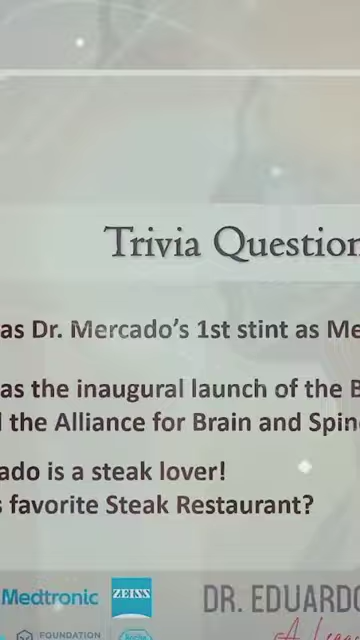 Trivia Question
as Dr. Mercado's 1st stint as Me
as the inaugural launch of the B
the Alliance for Brain and Spin
ado is a steak lover!
s favorite Steak Restaurant?
Medtronic ZEISS
DR. EDUARDO
FOUNDATION